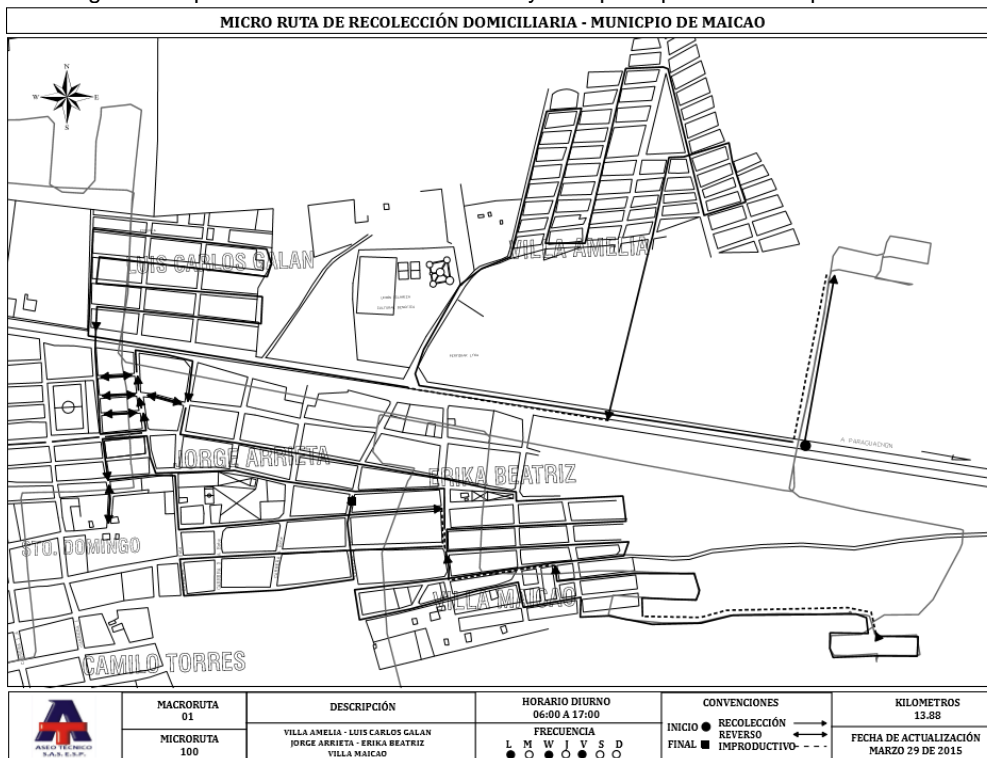 MICRO RUTA DE RECOLECCIÓN DOMICILIARIA - MUNICPIO DE MAICAO
N
W
E
S
LUIS CARLOS GALAN
VILLA AMELIA
A PARAGUACHON
JORGE ARRIETA
ERIKA BEATRIZ
STO. DOMINGO
VILLA MAICAO
CAMILO TORRES
AT
ASEO TÉCNICO
S.A.S. E.S.P.
MACRORUTA
01
MICRORUTA
100
DESCRIPCIÓN
VILLA AMELIA - LUIS CARLOS GALAN
JORGE ARRIETA - ERIKA BEATRIZ
VILLA MAICAO
HORARIO DIURNO
06:00 A 17:00
FRECUENCIA
L M W J V S D
CONVENCIONES
INICIO
FINAL
RECOLECCIÓN
REVERSO
IMPRODUCTIVO
KILOMETROS
13.88
FECHA DE ACTUALIZACIÓN
MARZO 29 DE 2015